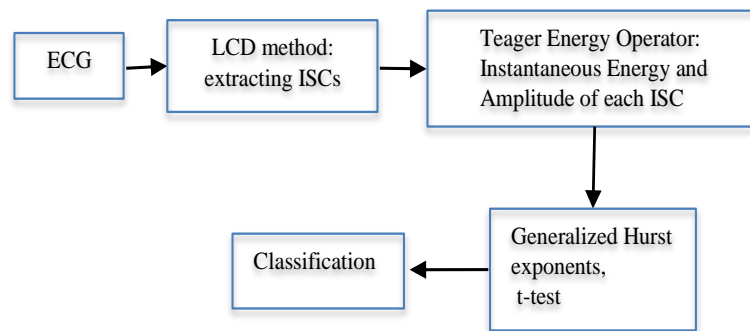 ECG
LCD method:
extracting ISCs
Teager Energy Operator:
Instantaneous Energy and
Amplitude of each ISC
Generalized Hurst
exponents,
t-test
Classification